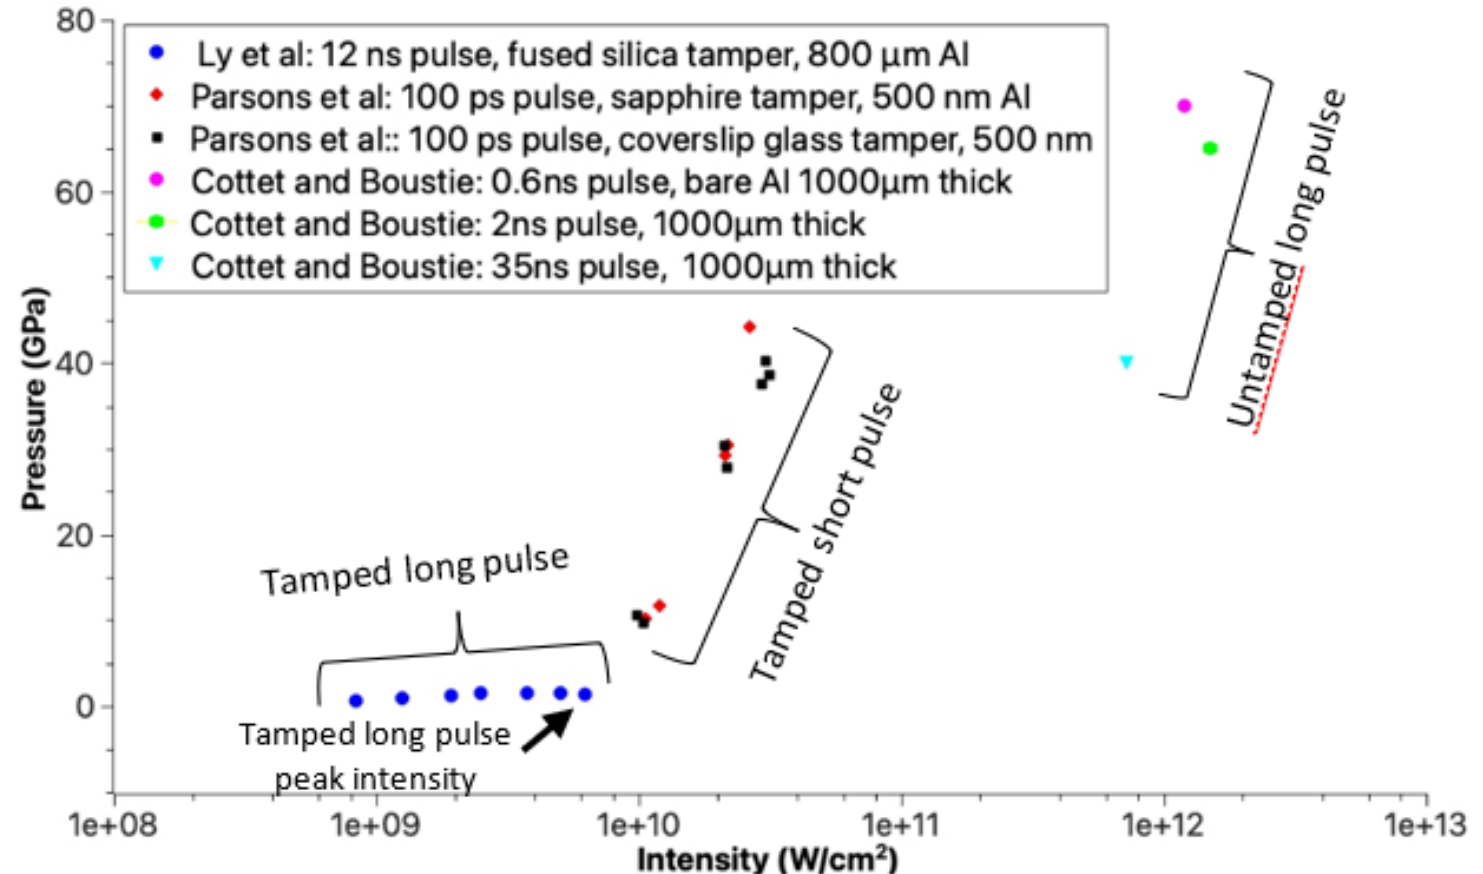 80
60
40
20
0
Pressure (GPa)
Ly et al: 12 ns pulse, fused silica tamper, 800 μm Al
Parsons et al: 100 ps pulse, sapphire tamper, 500 nm Al
Parsons et al:: 100 ps pulse, coverslip glass tamper, 500 nm
Cottet and Boustie: 0.6ns pulse, bare Al 1000μm thick
Cottet and Boustie: 2ns pulse, 1000μm thick
Cottet and Boustie: 35ns pulse,  1000μm thick
Untamped long pulse
Tamped short pulse
Tamped long pulse
Tamped long pulse
peak intensity
1e+08 1e+09 1e+10 1e+11 1e+12 1e+13
Intensity (W/cm²)